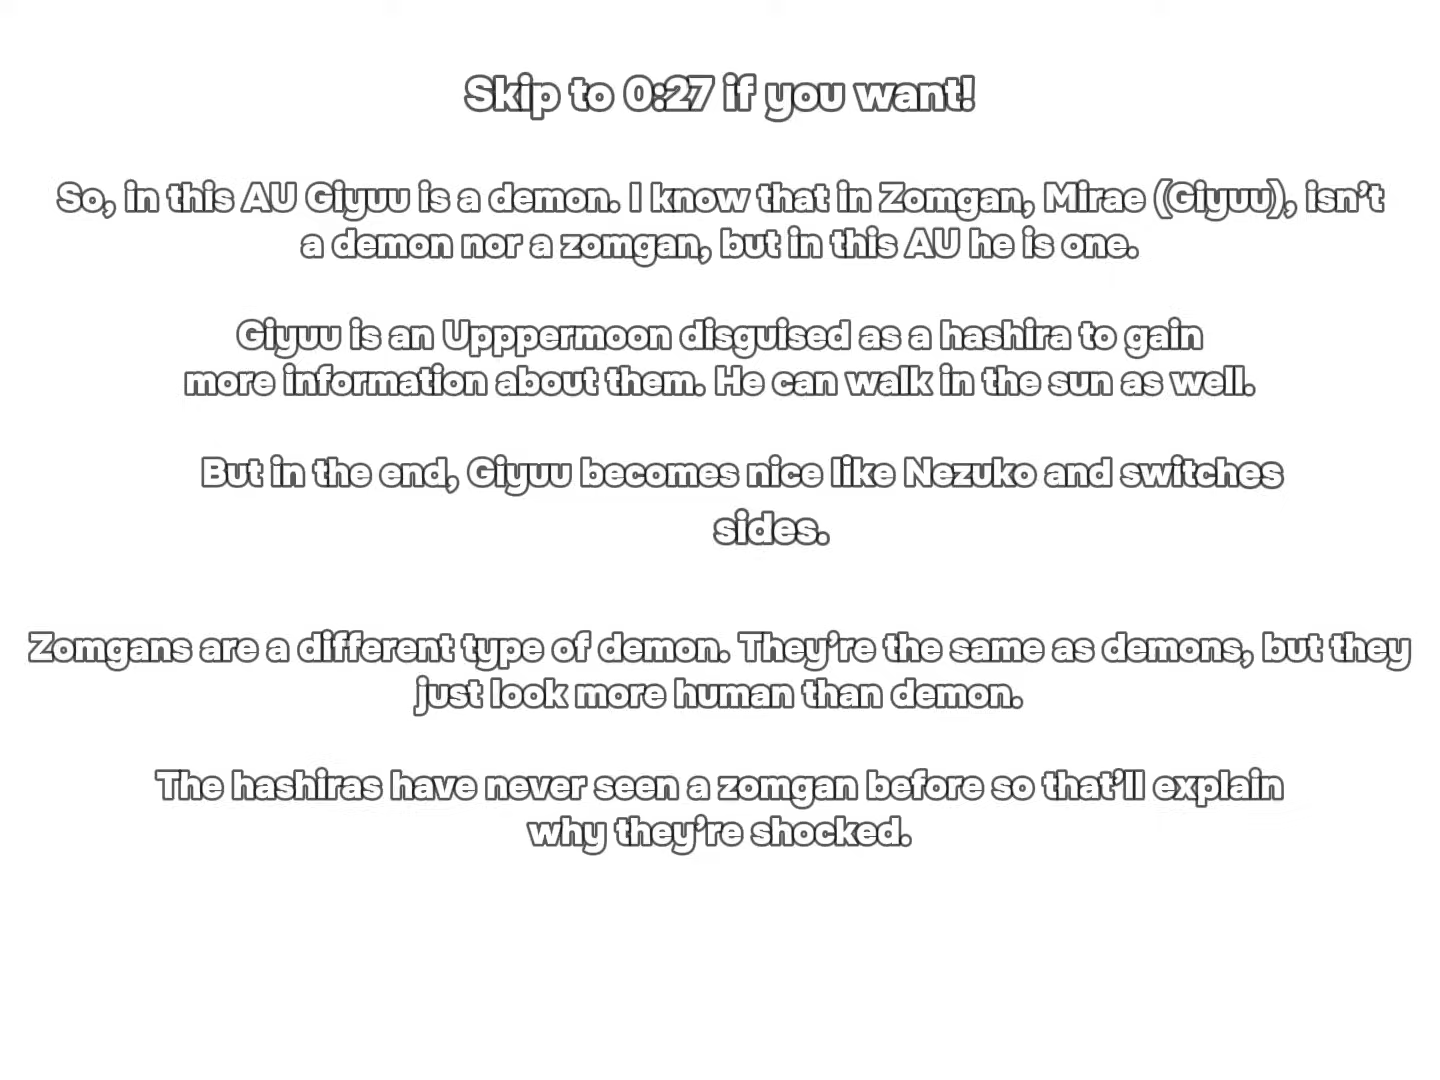 Skip to 0:27 if you want!
So, in this AU Giyuu is a demon. I know that in Zomgan, Mirae (Giyuu), isn't
a demon nor a zomgan, but in this AU he is one.
Giyuu is an Upppermoon disguised as a hashira to gain
more information about them. He can walk in the sun as well.
But in the end, Giyuu becomes nice like Nezuko and switches
sides.
Zomgans are a different type of demon. They're the same as demons, but they
just look more human than demon.
The hashiras have never seen a zomgan before so that'll explain
why they're shocked.